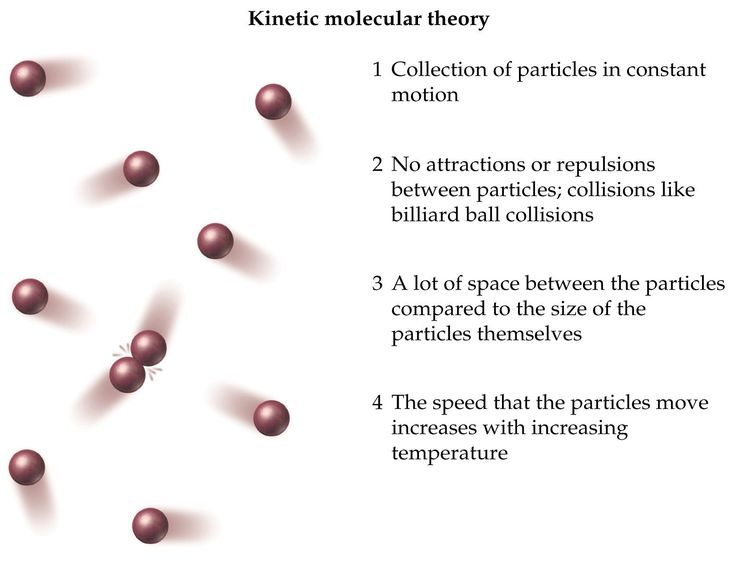 Kinetic molecular theory
1 Collection of particles in constant
motion
2 No attractions or repulsions
between particles; collisions like
billiard ball collisions
3 A lot of space between the particles
compared to the size of the
particles themselves
4 The speed that the particles move
increases with increasing
temperature